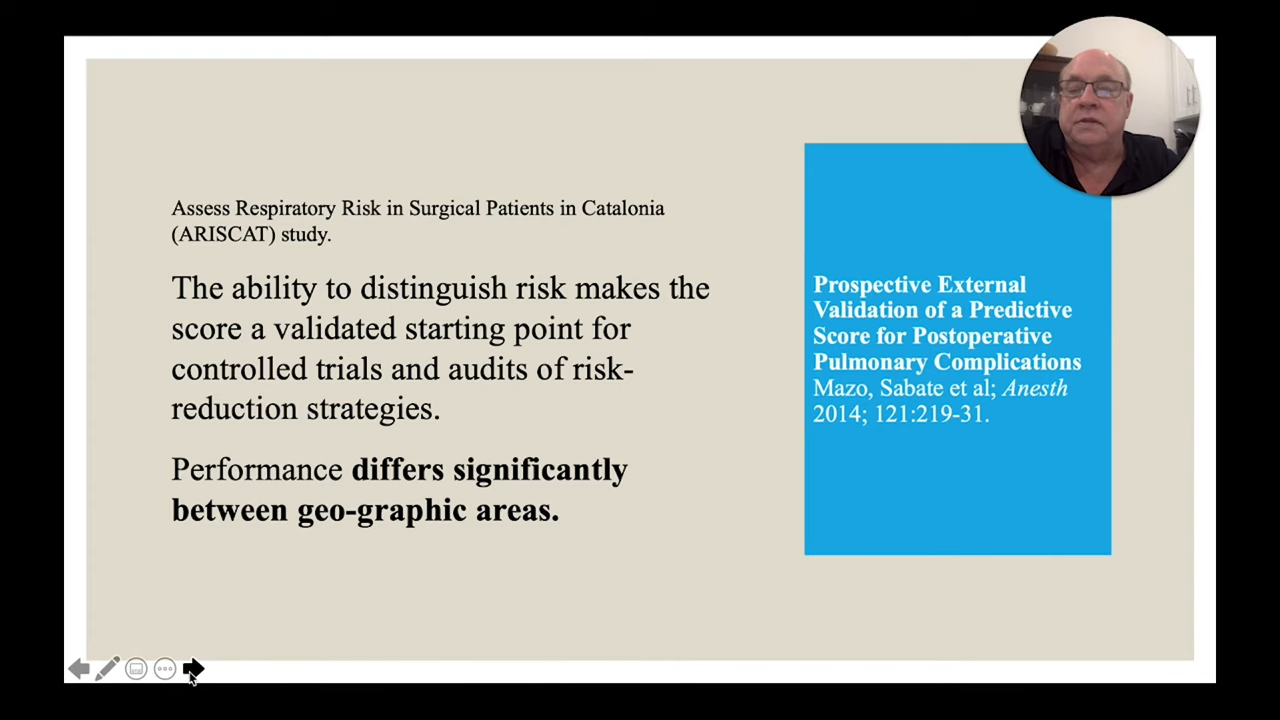 Assess Respiratory Risk in Surgical Patients in Catalonia
(ARISCAT) study.
The ability to distinguish risk makes the
score a validated starting point for
controlled trials and audits of risk-
reduction strategies.
Performance differs significantly
between geo-graphic areas.
Prospective External
Validation of a Predictive
Score for Postoperative
Pulmonary Complications
Mazo, Sabate et al; Anesth
2014; 121:219-31.